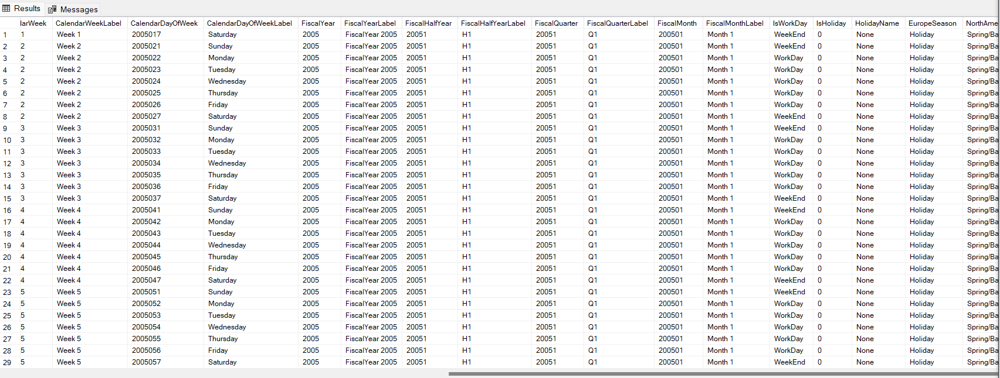 Results Messages
larWeek CalendarWeekLabel CalendarDayOfWeek CalendarDayOfWeekLabel FiscalYear FiscalYearLabel FiscalHalfYear FiscalHalfYearLabel FiscalQuarter FiscalQuarterLabel FiscalMonth FiscalMonthLabel IsWorkDay IsHoliday HolidayName EuropeSeason NorthAme
1 1 Week 1 2005017 Saturday 2005 FiscalYear 2005 20051 H1 20051 Q1 200501 Month 1 WeekEnd 0 None Holiday Spring/Ba
2 2 Week 2 2005021 Sunday 2005 FiscalYear 2005 20051 H1 20051 Q1 200501 Month 1 WeekEnd 0 None Holiday Spring/Ba
3 2 Week 2 2005022 Monday 2005 FiscalYear 2005 20051 H1 20051 Q1 200501 Month 1 WorkDay 0 None Holiday Spring/Ba
4 2 Week 2 2005023 Tuesday 2005 FiscalYear 2005 20051 H1 20051 Q1 200501 Month 1 WorkDay 0 None Holiday Spring/Ba
5 2 Week 2 2005024 Wednesday 2005 FiscalYear 2005 20051 H1 20051 Q1 200501 Month 1 WorkDay 0 None Holiday Spring/Ba
6 2 Week 2 2005025 Thursday 2005 FiscalYear 2005 20051 H1 20051 Q1 200501 Month 1 WorkDay 0 None Holiday Spring/Ba
7 2 Week 2 2005026 Friday 2005 FiscalYear 2005 20051 H1 20051 Q1 200501 Month 1 WorkDay 0 None Holiday Spring/Ba
8 2 Week 2 2005027 Saturday 2005 FiscalYear 2005 20051 H1 20051 Q1 200501 Month 1 WeekEnd 0 None Holiday Spring/Ba
9 3 Week 3 2005031 Sunday 2005 FiscalYear 2005 20051 H1 20051 Q1 200501 Month 1 WeekEnd 0 None Holiday Spring/Ba
10 3 Week 3 2005032 Monday 2005 FiscalYear 2005 20051 H1 20051 Q1 200501 Month 1 WorkDay 0 None Holiday Spring/Ba
11 3 Week 3 2005033 Tuesday 2005 FiscalYear 2005 20051 H1 20051 Q1 200501 Month 1 WorkDay 0 None Holiday Spring/Ba
12 3 Week 3 2005034 Wednesday 2005 FiscalYear 2005 20051 H1 20051 Q1 200501 Month 1 WorkDay 0 None Holiday Spring/Ba
13 3 Week 3 2005035 Thursday 2005 FiscalYear 2005 20051 H1 20051 Q1 200501 Month 1 WorkDay 0 None Holiday Spring/Ba
14 3 Week 3 2005036 Friday 2005 FiscalYear 2005 20051 H1 20051 Q1 200501 Month 1 WorkDay 0 None Holiday Spring/Ba
15 3 Week 3 2005037 Saturday 2005 FiscalYear 2005 20051 H1 20051 Q1 200501 Month 1 WeekEnd 0 None Holiday Spring/Ba
16 4 Week 4 2005041 Sunday 2005 FiscalYear 2005 20051 H1 20051 Q1 200501 Month 1 WeekEnd 0 None Holiday Spring/Ba
17 4 Week 4 2005042 Monday 2005 FiscalYear 2005 20051 H1 20051 Q1 200501 Month 1 WorkDay 0 None Holiday Spring/Ba
18 4 Week 4 2005043 Tuesday 2005 FiscalYear 2005 20051 H1 20051 Q1 200501 Month 1 WorkDay 0 None Holiday Spring/Ba
19 4 Week 4 2005044 Wednesday 2005 FiscalYear 2005 20051 H1 20051 Q1 200501 Month 1 WorkDay 0 None Holiday Spring/Ba
20 4 Week 4 2005045 Thursday 2005 FiscalYear 2005 20051 H1 20051 Q1 200501 Month 1 WorkDay 0 None Holiday Spring/Ba
21 4 Week 4 2005046 Friday 2005 FiscalYear 2005 20051 H1 20051 Q1 200501 Month 1 WorkDay 0 None Holiday Spring/Ba
22 4 Week 4 2005047 Saturday 2005 FiscalYear 2005 20051 H1 20051 Q1 200501 Month 1 WeekEnd 0 None Holiday Spring/Ba
23 5 Week 5 2005051 Sunday 2005 FiscalYear 2005 20051 H1 20051 Q1 200501 Month 1 WeekEnd 0 None Holiday Spring/Ba
24 5 Week 5 2005052 Monday 2005 FiscalYear 2005 20051 H1 20051 Q1 200501 Month 1 WorkDay 0 None Holiday Spring/Ba
25 5 Week 5 2005053 Tuesday 2005 FiscalYear 2005 20051 H1 20051 Q1 200501 Month 1 WorkDay 0 None Holiday Spring/Ba
26 5 Week 5 2005054 Wednesday 2005 FiscalYear 2005 20051 H1 20051 Q1 200501 Month 1 WorkDay 0 None Holiday Spring/Ba
27 5 Week 5 2005055 Thursday 2005 FiscalYear 2005 20051 H1 20051 Q1 200501 Month 1 WorkDay 0 None Holiday Spring/Ba
28 5 Week 5 2005056 Friday 2005 FiscalYear 2005 20051 H1 20051 Q1 200501 Month 1 WorkDay 0 None Holiday Spring/Ba
29 5 Week 5 2005057 Saturday 2005 FiscalYear 2005 20051 H1 20051 Q1 200501 Month 1 WeekEnd 0 None Holiday Spring/Ba